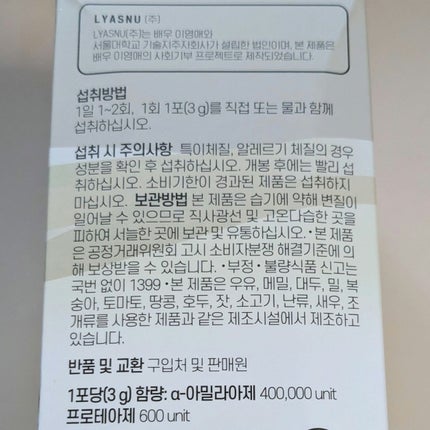 LYASNU (주)
LYASNU(주)는 배우 이영애와
서울대학교 기술지주자회사가 설립한 법인이며, 본 제품은
배우 이영애의 사회기부 프로젝트로 제작되었습니다.
섭취방법
1일 1~2회, 1회 1포(3 g)를 직접 또는 물과 함께
섭취하십시오.
섭취 시 주의사항 특이체질, 알레르기 체질의 경우
성분을 확인 후 섭취하십시오. 개봉 후에는 빨리 섭
취하십시오. 소비기한이 경과된 제품은 섭취하지
마십시오. 보관방법 본 제품은 습기에 약해 변질이
일어날 수 있으므로 직사광선 및 고온다습한 곳을
피하여 서늘한 곳에 보관 및 유통하십시오. •본 제품
은 공정거래위원회 고시 소비자분쟁 해결기준에 의
해 보상받을 수 있습니다. •부정•불량식품 신고는
국번 없이 1399 •본 제품은 우유, 메밀, 대두, 밀, 복
숭아, 토마토, 땅콩, 호두, 잣, 소고기, 난류, 새우, 조
개류를 사용한 제품과 같은 제조시설에서 제조하고
있습니다.
반품 및 교환 구입처 및 판매원
1포당(3 g) 함량: α-아밀라아제 400,000 unit
프로테아제 600 unit